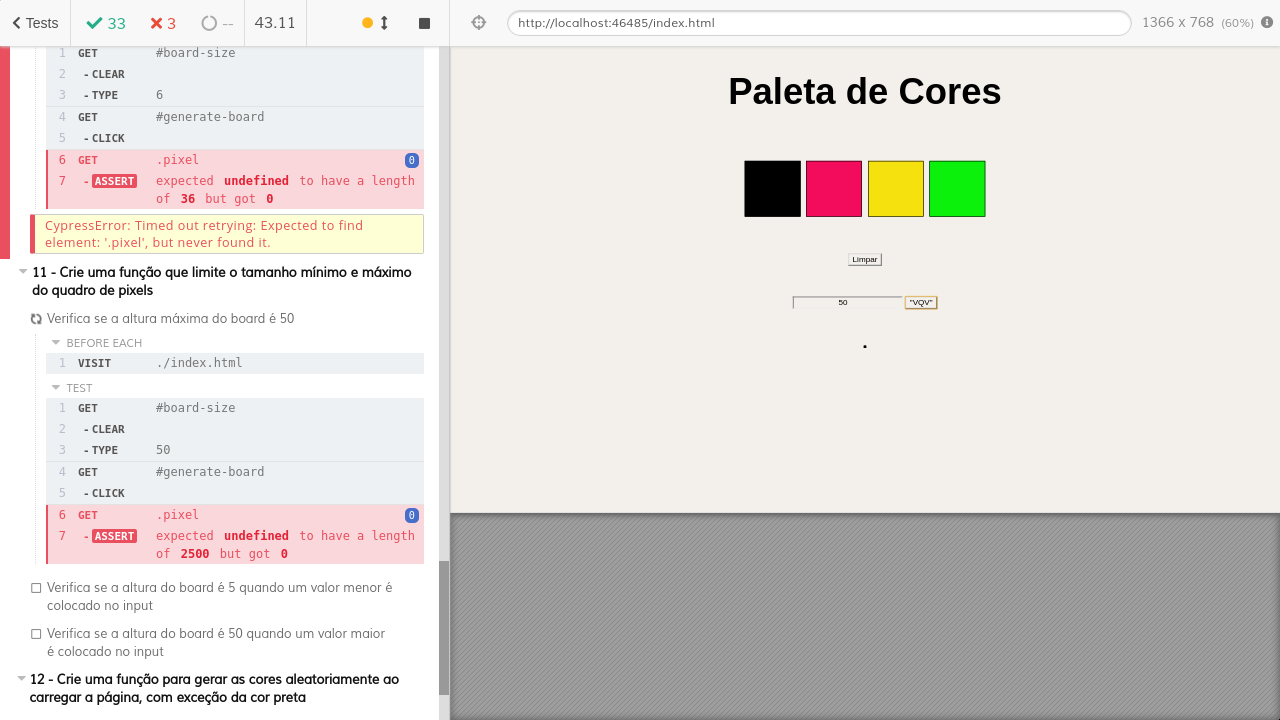 Tests 33 3 -- 43.11
1 GET #board-size
2 - CLEAR
3 - TYPE 6
4 GET #generate-board
5 - CLICK
6 GET .pixel 0
7 - ASSERT expected undefined to have a length
of 36 but got 0
CypressError: Timed out retrying: Expected to find
element: '.pixel', but never found it.
11 - Crie uma função que limite o tamanho mínimo e máximo
do quadro de pixels
Verifica se a altura máxima do board é 50
BEFORE EACH
1 VISIT ./index.html
TEST
1 GET #board-size
2 - CLEAR
3 - TYPE 50
4 GET #generate-board
5 - CLICK
6 GET .pixel 0
7 - ASSERT expected undefined to have a length
of 2500 but got 0
Verifica se a altura do board é 5 quando um valor menor é
colocado no input
Verifica se a altura do board é 50 quando um valor maior
é colocado no input
12 - Crie uma função para gerar as cores aleatoriamente ao
carregar a página, com exceção da cor preta
http://localhost:46485/index.html 1366 x 768 (60%)
Paleta de Cores
Limpar
50 "VQV"